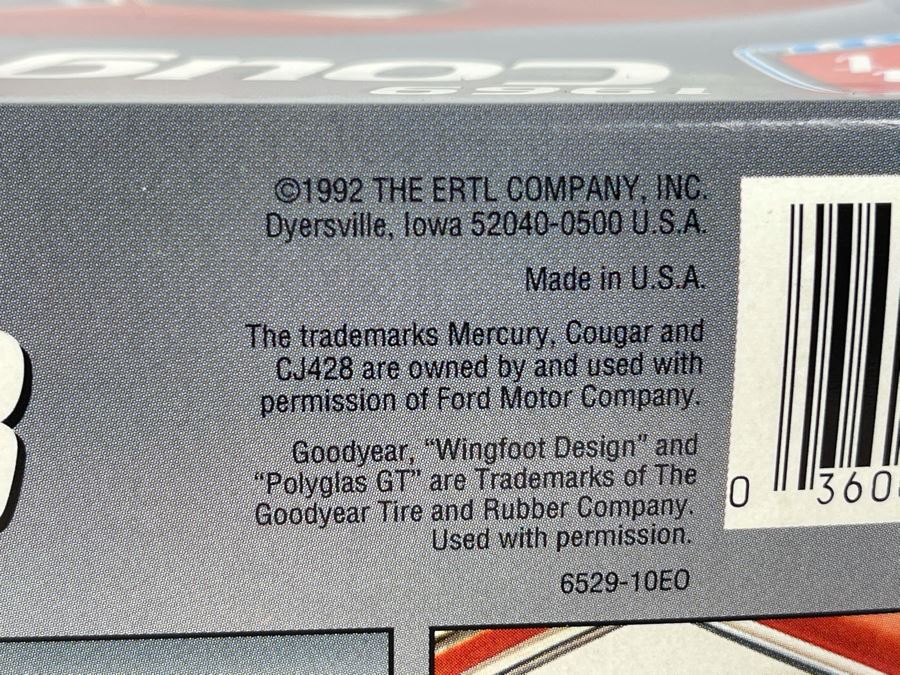 Coug
1969
©1992 THE ERTL COMPANY, INC.
Dyersville, Iowa 52040-0500 U.S.A.
Made in U.S.A.
The trademarks Mercury, Cougar and
CJ428 are owned by and used with
permission of Ford Motor Company.
Goodyear, “Wingfoot Design” and
“Polyglas GT” are Trademarks of The
Goodyear Tire and Rubber Company.
Used with permission.
6529-10EO
0 360